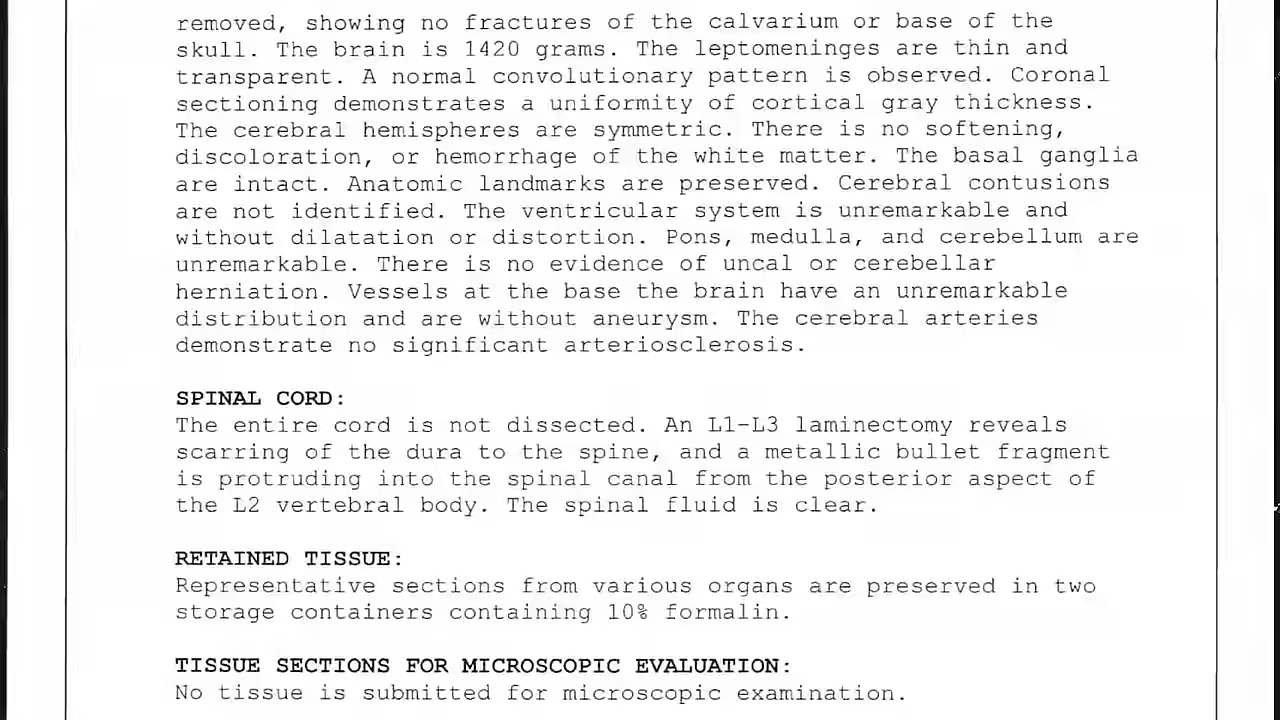 removed, showing no fractures of the calvarium or base of the
skull. The brain is 1420 grams. The leptomeninges are thin and
transparent. A normal convolutionary pattern is observed. Coronal
sectioning demonstrates a uniformity of cortical gray thickness.
The cerebral hemispheres are symmetric. There is no softening,
discoloration, or hemorrhage of the white matter. The basal ganglia
are intact. Anatomic landmarks are preserved. Cerebral contusions
are not identified. The ventricular system is unremarkable and
without dilatation or distortion. Pons, medulla, and cerebellum are
unremarkable. There is no evidence of uncal or cerebellar
herniation. Vessels at the base the brain have an unremarkable
distribution and are without aneurysm. The cerebral arteries
demonstrate no significant arteriosclerosis.
SPINAL CORD:
The entire cord is not dissected. An L1-L3 laminectomy reveals
scarring of the dura to the spine, and a metallic bullet fragment
is protruding into the spinal canal from the posterior aspect of
the L2 vertebral body. The spinal fluid is clear.
RETAINED TISSUE:
Representative sections from various organs are preserved in two
storage containers containing 10% formalin.
TISSUE SECTIONS FOR MICROSCOPIC EVALUATION:
No tissue is submitted for microscopic examination.